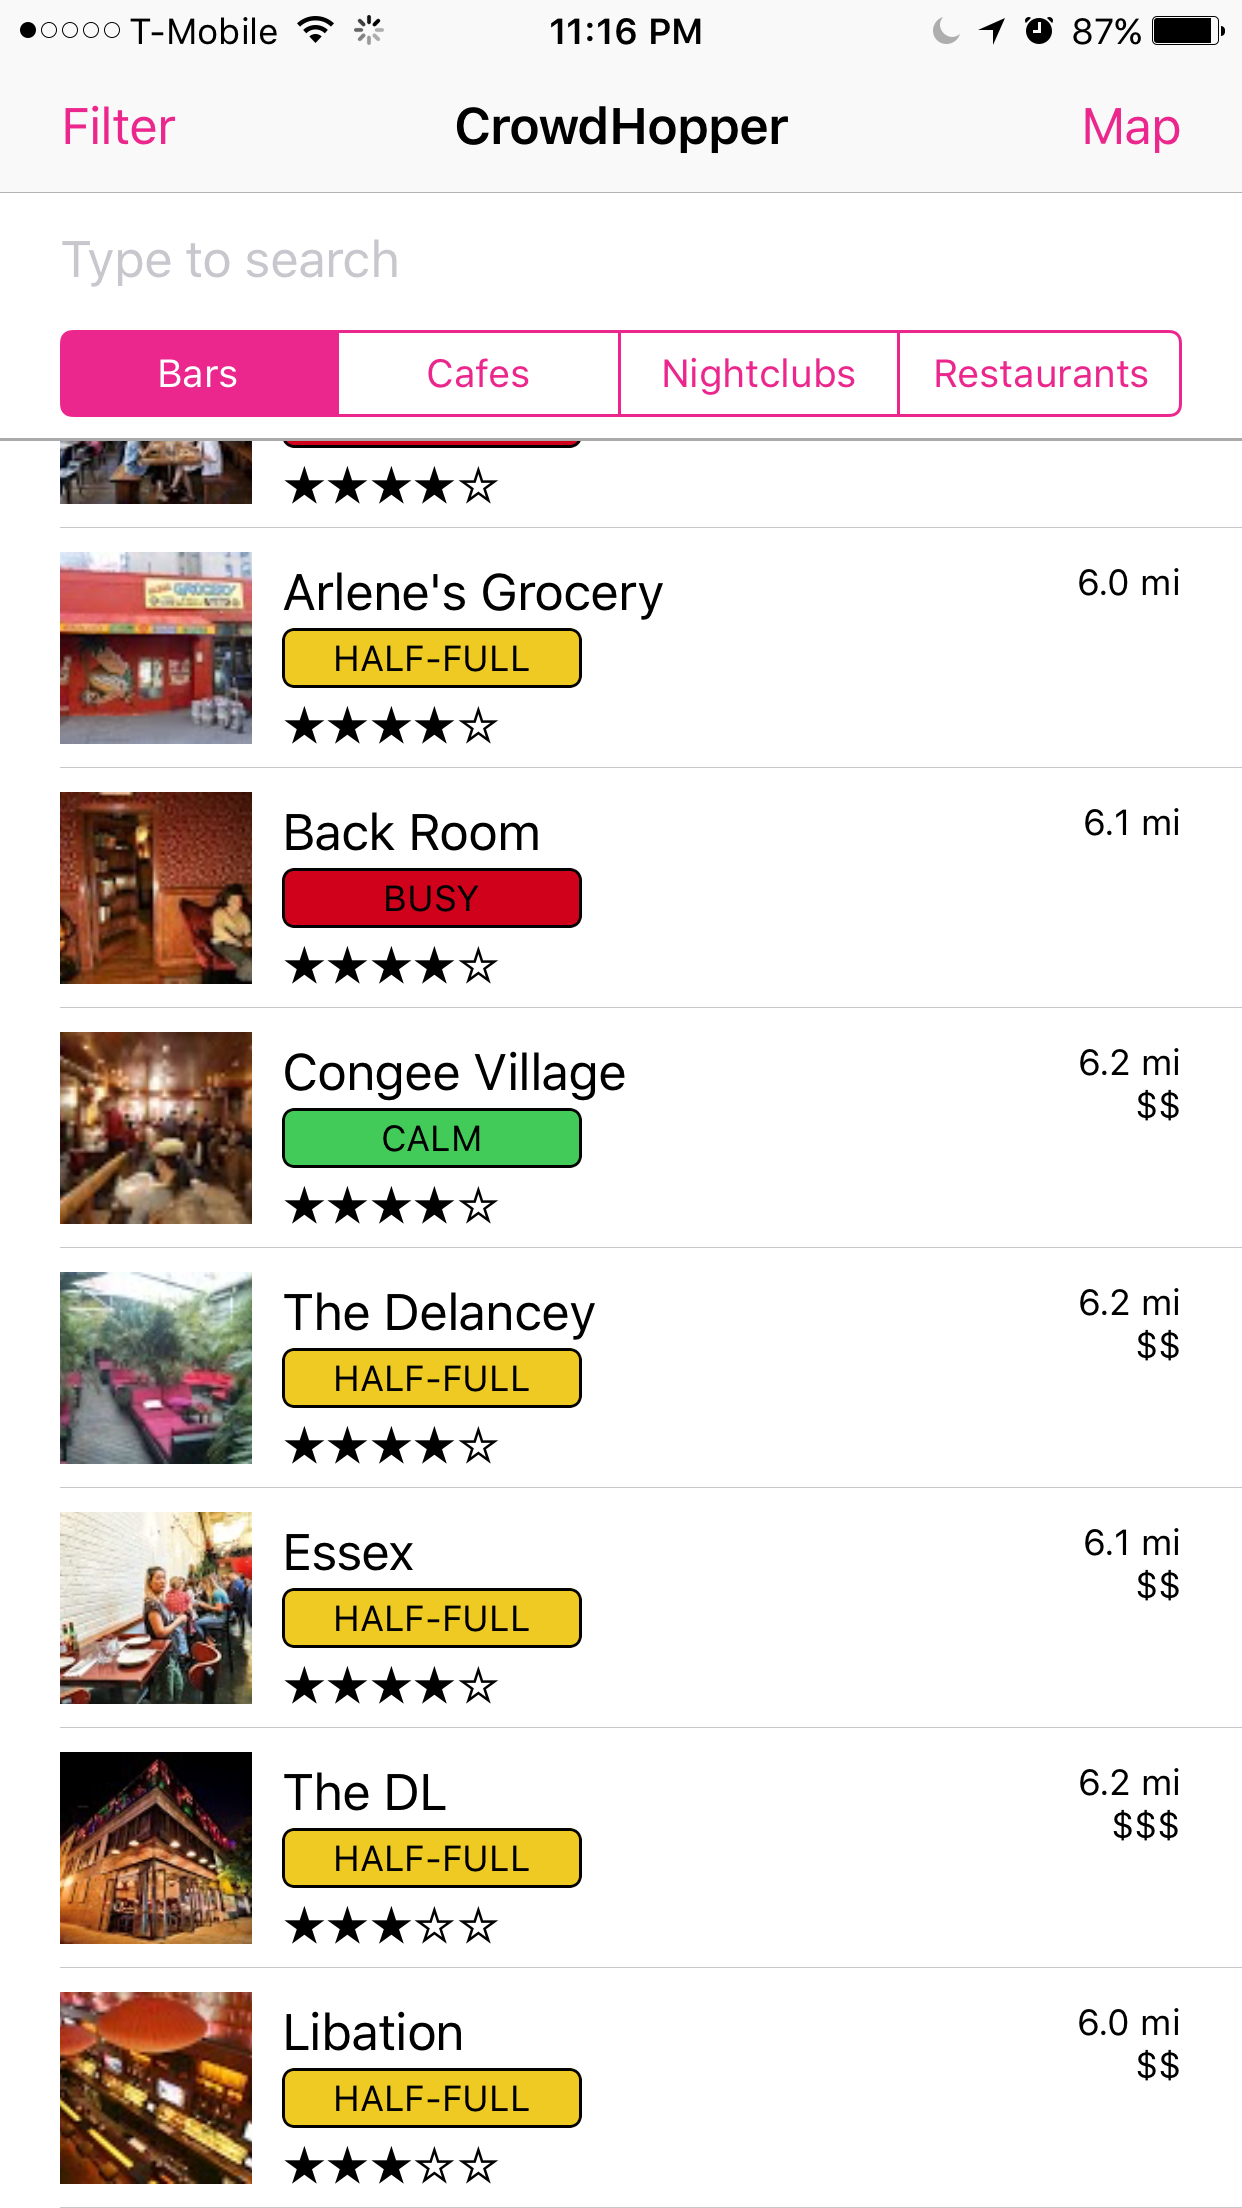 T-Mobile 11:16 PM 87%
Filter CrowdHopper Map
Type to search
Bars Cafes Nightclubs Restaurants
★★★★☆
Arlene's Grocery 6.0 mi
HALF-FULL
★★★★☆
Back Room 6.1 mi
BUSY
★★★★☆
Congee Village 6.2 mi
$$
CALM
★★★★☆
The Delancey 6.2 mi
$$
HALF-FULL
★★★★☆
Essex 6.1 mi
$$
HALF-FULL
★★★★☆
The DL 6.2 mi
$$$
HALF-FULL
★★★☆☆
Libation 6.0 mi
$$
HALF-FULL
★★★☆☆